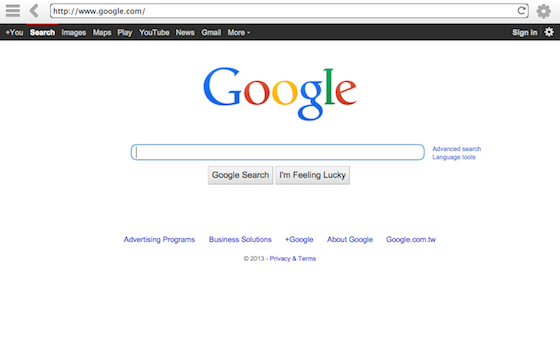 http://www.google.com/
+You Search Images Maps Play YouTube News Gmail More Sign in
Google
Advanced search
Language tools
Google Search I'm Feeling Lucky
Advertising Programs Business Solutions +Google About Google Google.com.tw
© 2013 - Privacy & Terms